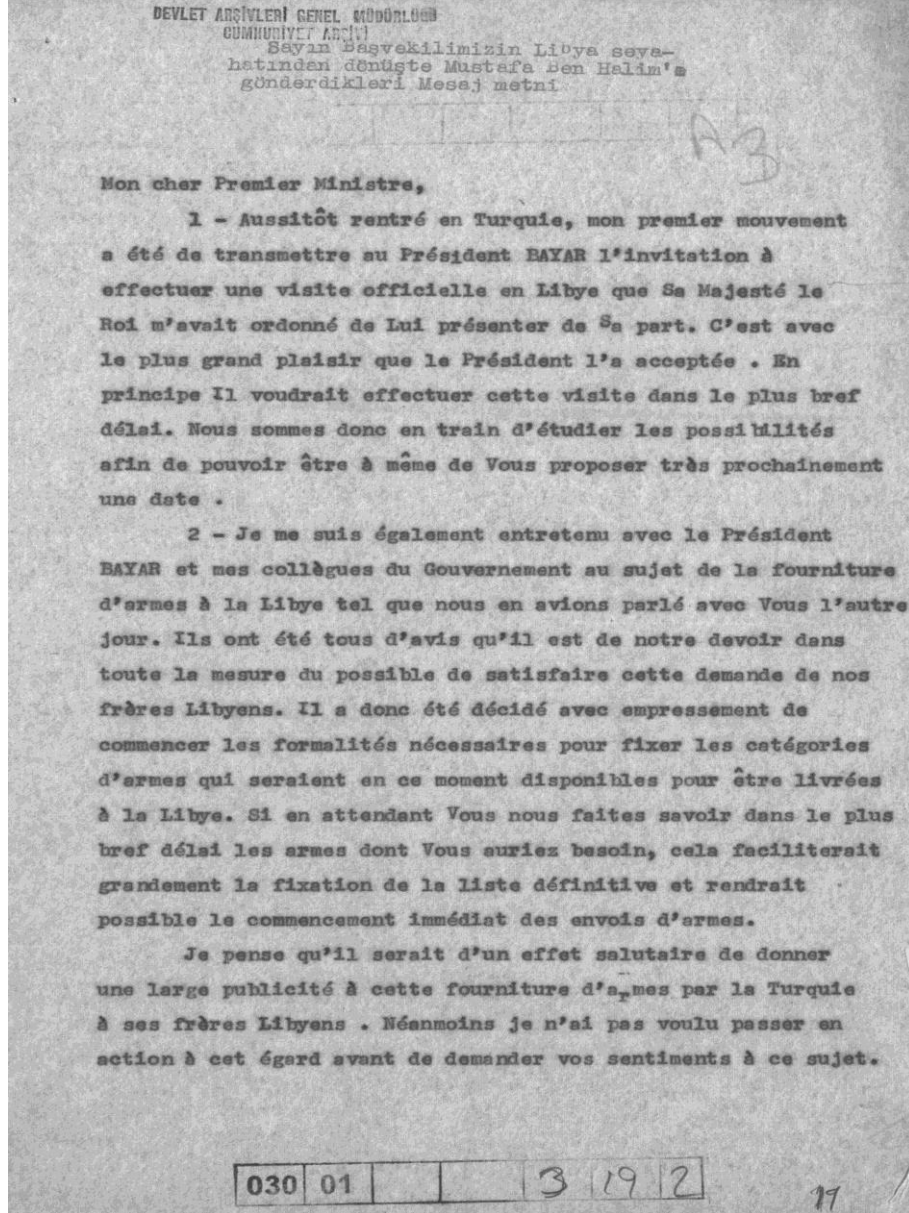 DEVLET ARŞİVLERİ GENEL MÜDÜRLÜĞÜ
CUMHURİYET ARŞİVİ
Sayın Başvekilimizin Libya seya-
hatından dönüşte Mustafa Ben Halim'e
gönderdikleri Mesaj metni
A3
Mon cher Premier Ministre,
1 - Aussitôt rentré en Turquie, mon premier mouvement
a été de transmettre au Président BAYAR l'invitation à
effectuer une visite officielle en Libye que Sa Majesté le
Roi m'avait ordonné de Lui présenter de Sa part. C'est avec
le plus grand plaisir que le Président l'a acceptée . En
principe Il voudrait effectuer cette visite dans le plus bref
délai. Nous sommes donc en train d'étudier les possibilités
afin de pouvoir être à même de Vous proposer très prochainement
une date .
2 - Je me suis également entretenu avec le Président
BAYAR et mes collègues du Gouvernement au sujet de la fourniture
d'armes à la Libye tel que nous en avions parlé avec Vous l'autre
jour. Ils ont été tous d'avis qu'il est de notre devoir dans
toute la mesure du possible de satisfaire cette demande de nos
frères Libyens. Il a donc été décidé avec empressement de
commencer les formalités nécessaires pour fixer les catégories
d'armes qui seraient en ce moment disponibles pour être livrées
à la Libye. Si en attendant Vous nous faites savoir dans le plus
bref délai les armes dont Vous auriez besoin, cela faciliterait
grandement la fixation de la liste définitive et rendrait
possible le commencement immédiat des envois d'armes.
Je pense qu'il serait d'un effet salutaire de donner
une large publicité à cette fourniture d'armes par la Turquie
à ses frères Libyens . Néanmoins je n'ai pas voulu passer en
action à cet égard avant de demander vos sentiments à ce sujet.
030 01 3 19 2
19